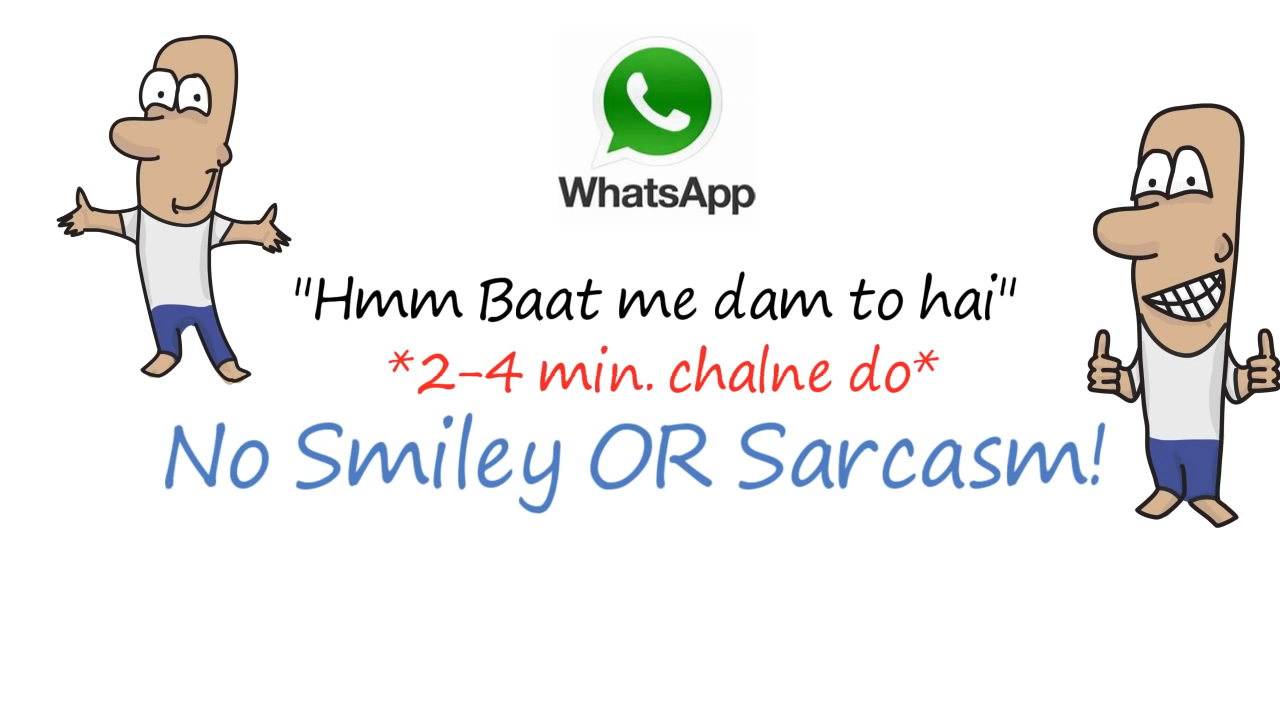 WhatsApp
"Hmm Baat me dam to hai"
*2-4 min. chalne do*
No Smiley OR Sarcasm!